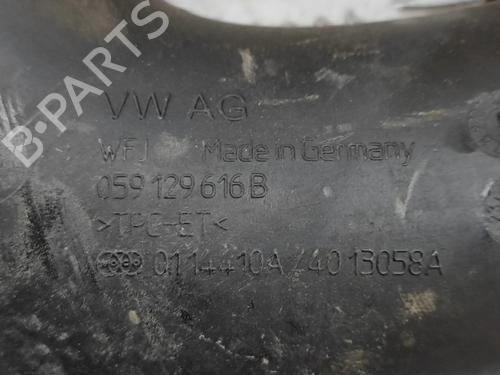 B-PARTS
VW AG
WFJ Made in Germany
059 129 616 B
>TPC-ET<
0114410A/4013058A